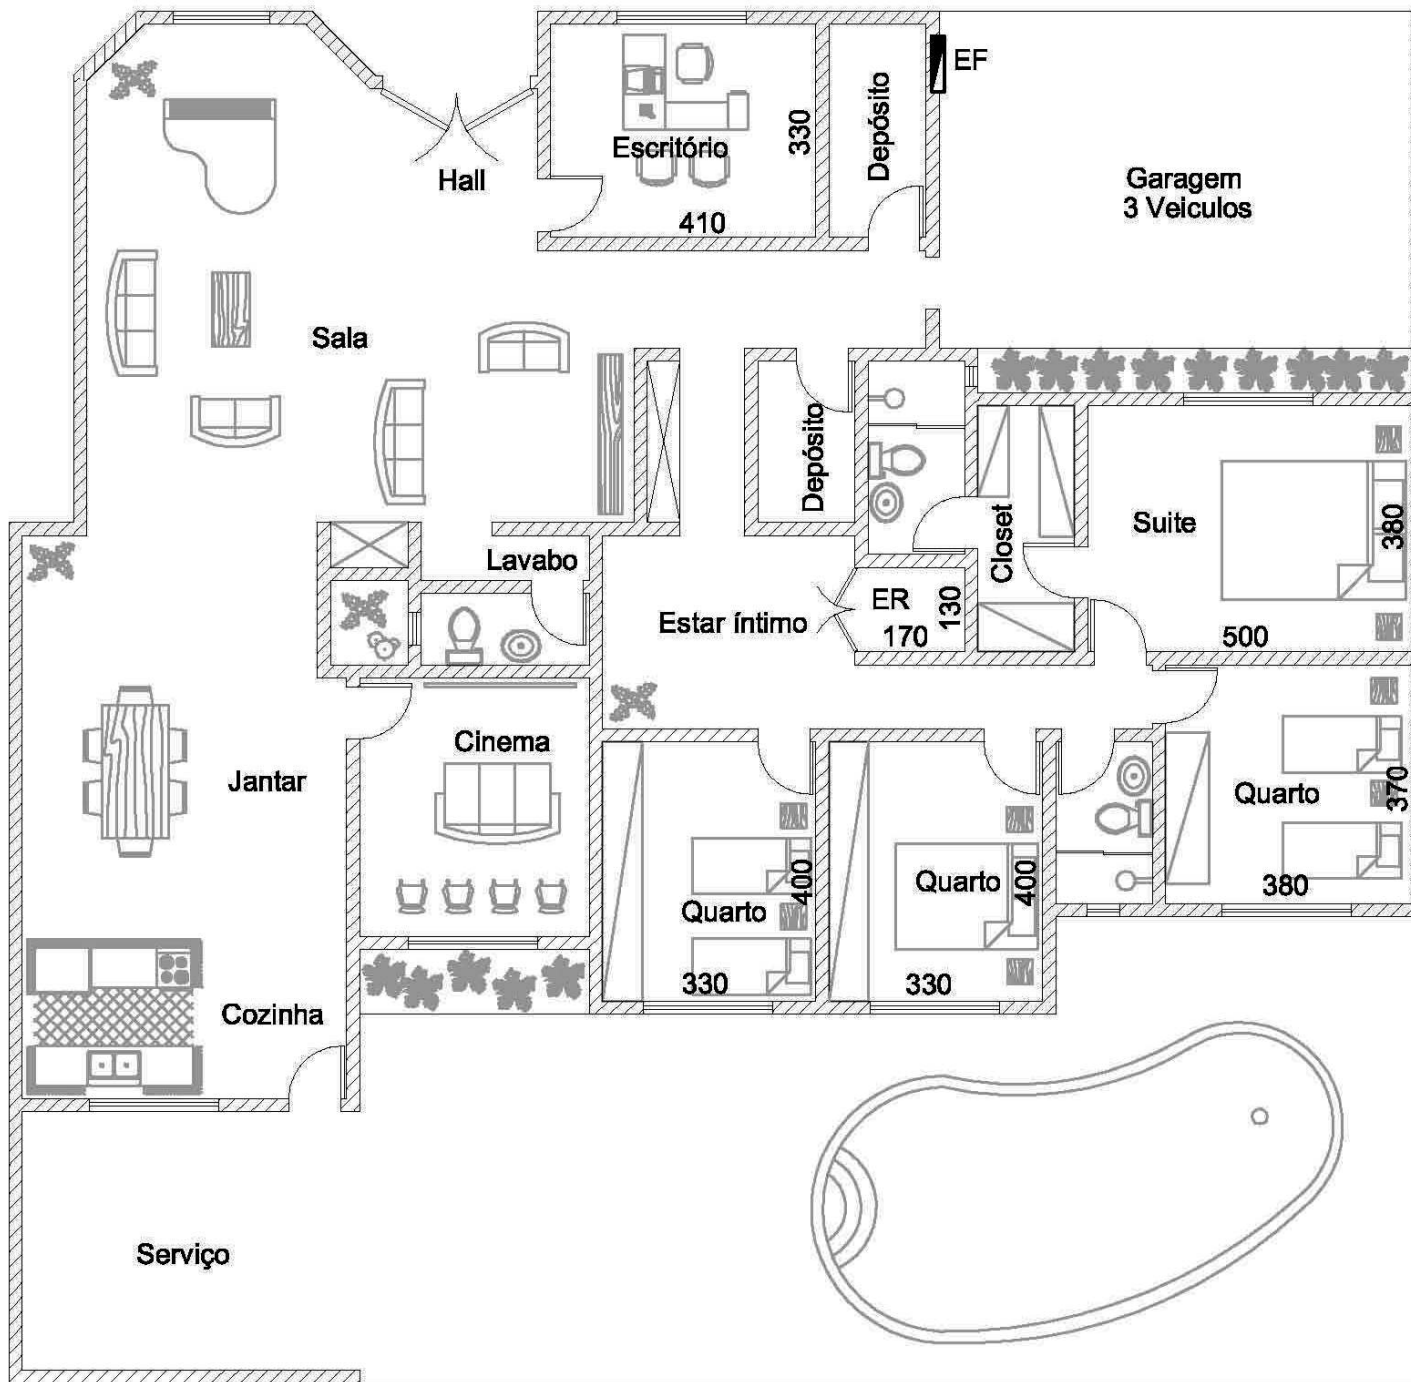 EF
Escritório
330
Depósito
Hall
410
Garagem
3 Veiculos
Sala
Depósito
Lavabo
Closet
Suite
380
Estar íntimo
ER
130
170
500
Cinema
Jantar
Quarto
370
380
Quarto
400
330
Quarto
400
330
Cozinha
Serviço